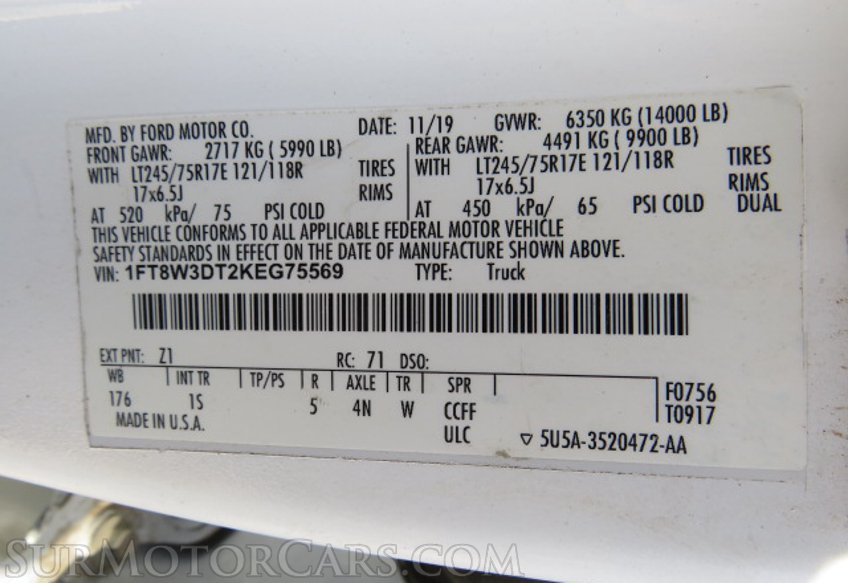 MFD. BY FORD MOTOR CO. DATE: 11/19 GVWR: 6350 KG (14000 LB)
FRONT GAWR: 2717 KG ( 5990 LB) REAR GAWR: 4491 KG ( 9900 LB)
WITH LT245/75R17E 121/118R TIRES WITH LT245/75R17E 121/118R TIRES
17x6.5J RIMS 17x6.5J RIMS
AT 520 kPa/ 75 PSI COLD AT 450 kPa/ 65 PSI COLD DUAL
THIS VEHICLE CONFORMS TO ALL APPLICABLE FEDERAL MOTOR VEHICLE
SAFETY STANDARDS IN EFFECT ON THE DATE OF MANUFACTURE SHOWN ABOVE.
VIN: 1FT8W3DT2KEG75569 TYPE: Truck
EXT PNT: Z1 RC: 71 DSO:
WB INT TR TP/PS R AXLE TR SPR F0756
176 1S 5 4N W CCFF T0917
MADE IN U.S.A. ULC 5U5A-3520472-AA
SURMOTORCARS.COM